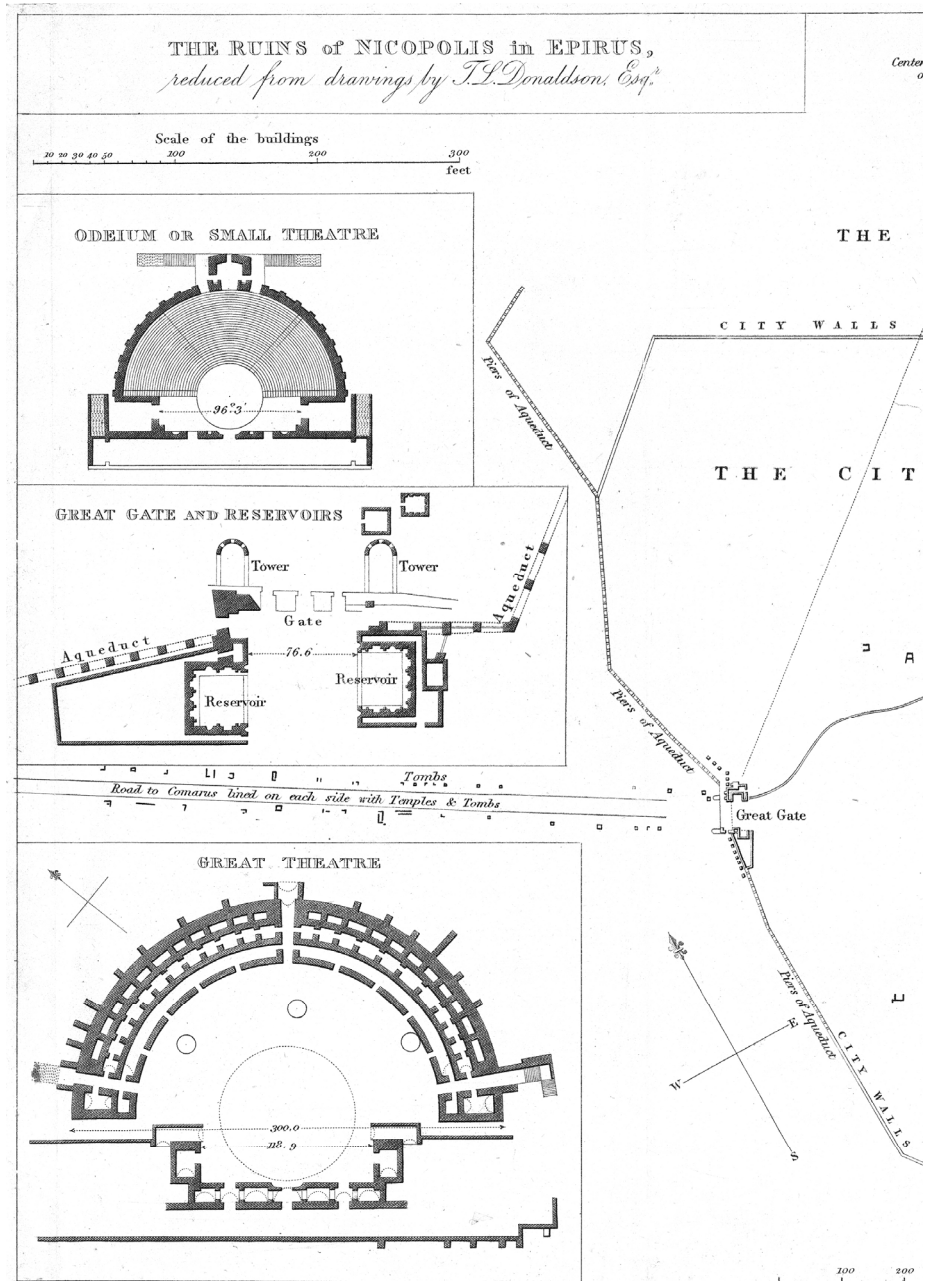 THE RUINS of NICOPOLIS in EPIRUS,
reduced from drawings by T.L. Donaldson, Esqr.
Scale of the buildings
10 20 30 40 50 100 200 300
feet
ODEIUM OR SMALL THEATRE
96.3
GREAT GATE AND RESERVOIRS
Tower
Tower
Gate
Aqueduct
Aqueduct
76.6
Reservoir
Reservoir
Tombs
Road to Comarus lined on each side with Temples & Tombs
GREAT THEATRE
300.0
118.9
THE
CITY WALLS
Piers of Aqueduct
THE CIT
Piers of Aqueduct
Great Gate
E
W
S
Piers of Aqueduct
CITY WALLS
100 200